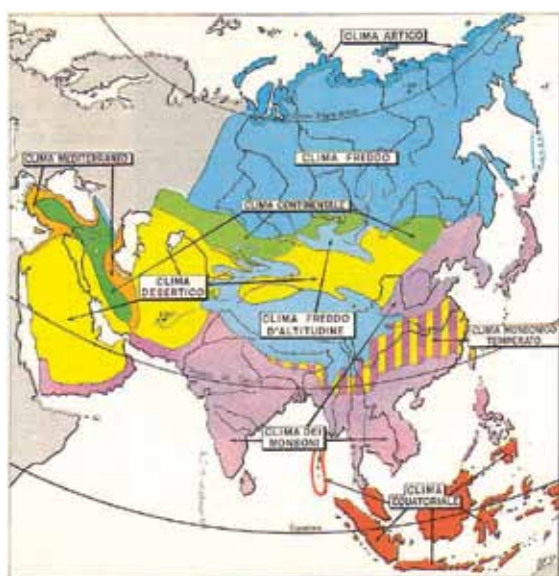 CLIMA ARTICO
CLIMA MEDITERRANEO
CLIMA FREDDO
CLIMA CONTINENTALE
CLIMA
DESERTICO
CLIMA FREDDO
D'ALTITUDINE
CLIMA MONSONICO
TEMPERATO
CLIMA DEI
MONSONI
CLIMA
EQUATORIALE
Equatore